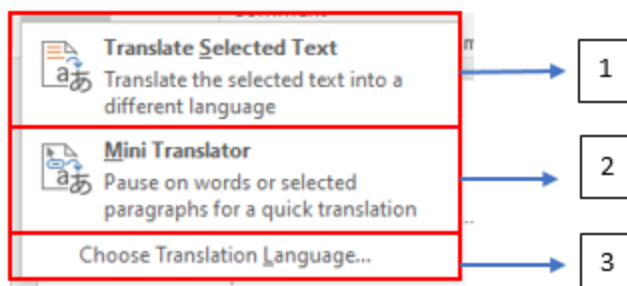 Translate Selected Text
Translate the selected text into a
different language
1
Mini Translator
Pause on words or selected
paragraphs for a quick translation
2
Choose Translation Language...
3